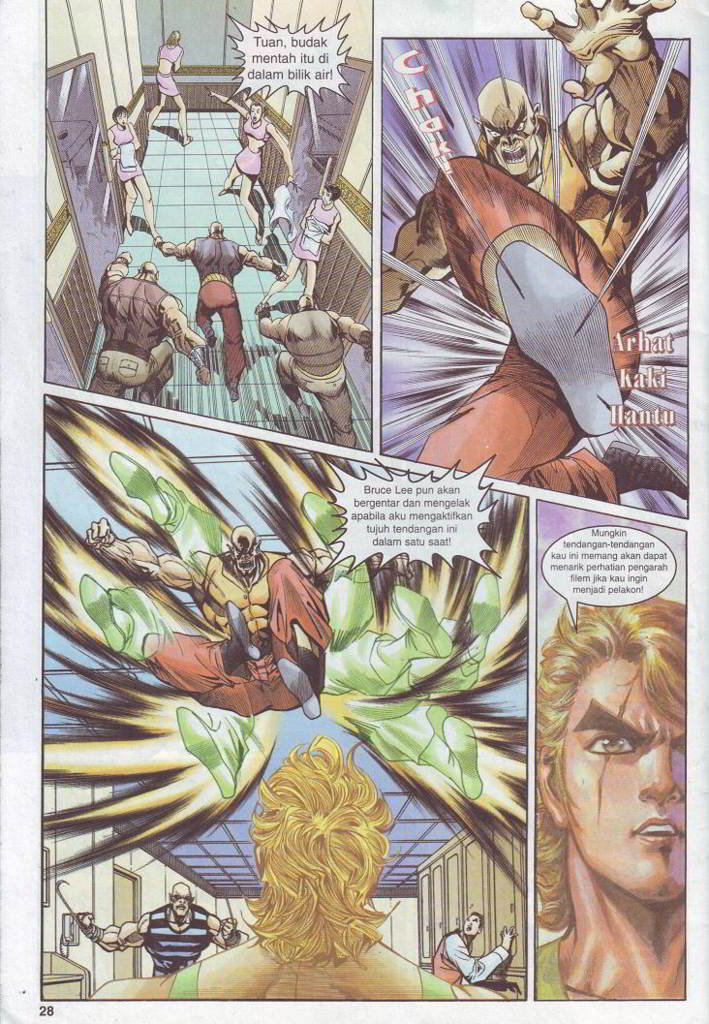 Tuan, budak
mentah itu di
dalam bilik air!
Chak!
Arhat
kaki
Hantu
Bruce Lee pun akan
bergentar dan mengelak
apabila aku mengaktifkan
tujuh tendangan ini
dalam satu saat!
Mungkin
tendangan-tendangan
kau ini memang akan dapat
menarik perhatian pengarah
filem jika kau ingin
menjadi pelakon!
28